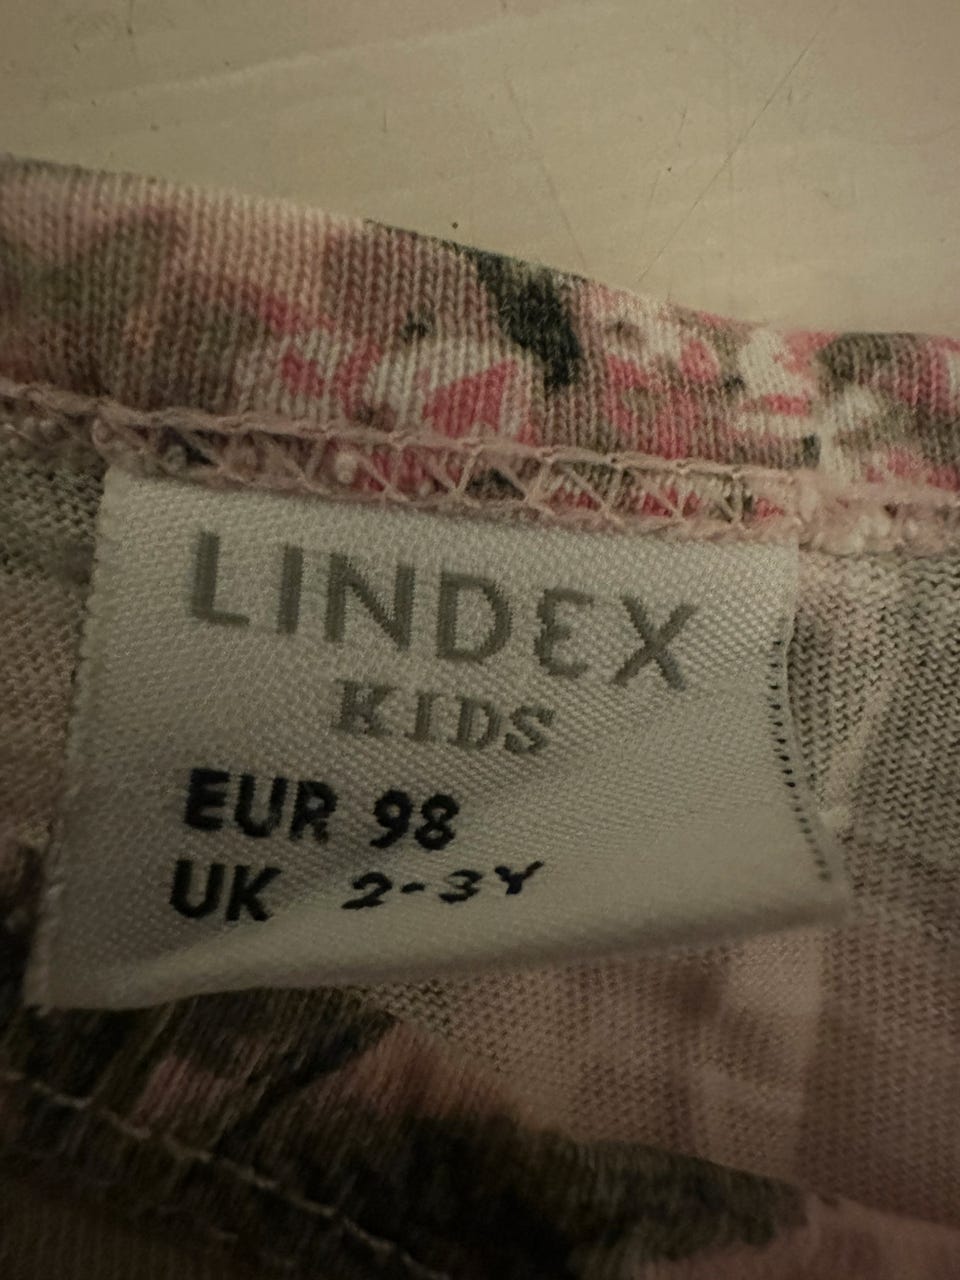 LINDEX
KIDS
EUR 98
UK 2-3Y